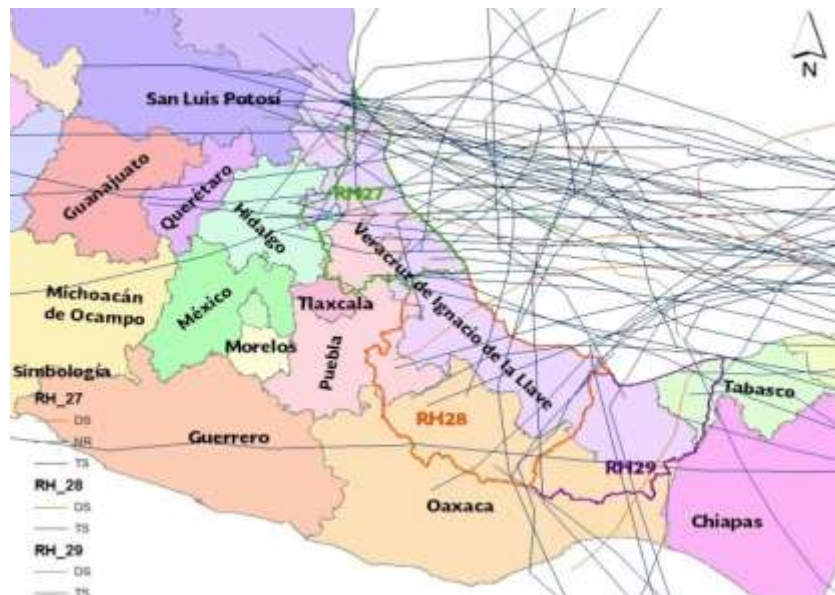 N
San Luis Potosí
Guanajuato
Querétaro
Hidalgo
RH27
Veracruz de Ignacio de la Llave
Michoacán
de Ocampo
México
Tlaxcala
Morelos
Puebla
Tabasco
Simbología
RH_27
DS
NR
TS
RH_28
DS
TS
RH_29
DS
TS
Guerrero
RH28
RH29
Oaxaca
Chiapas